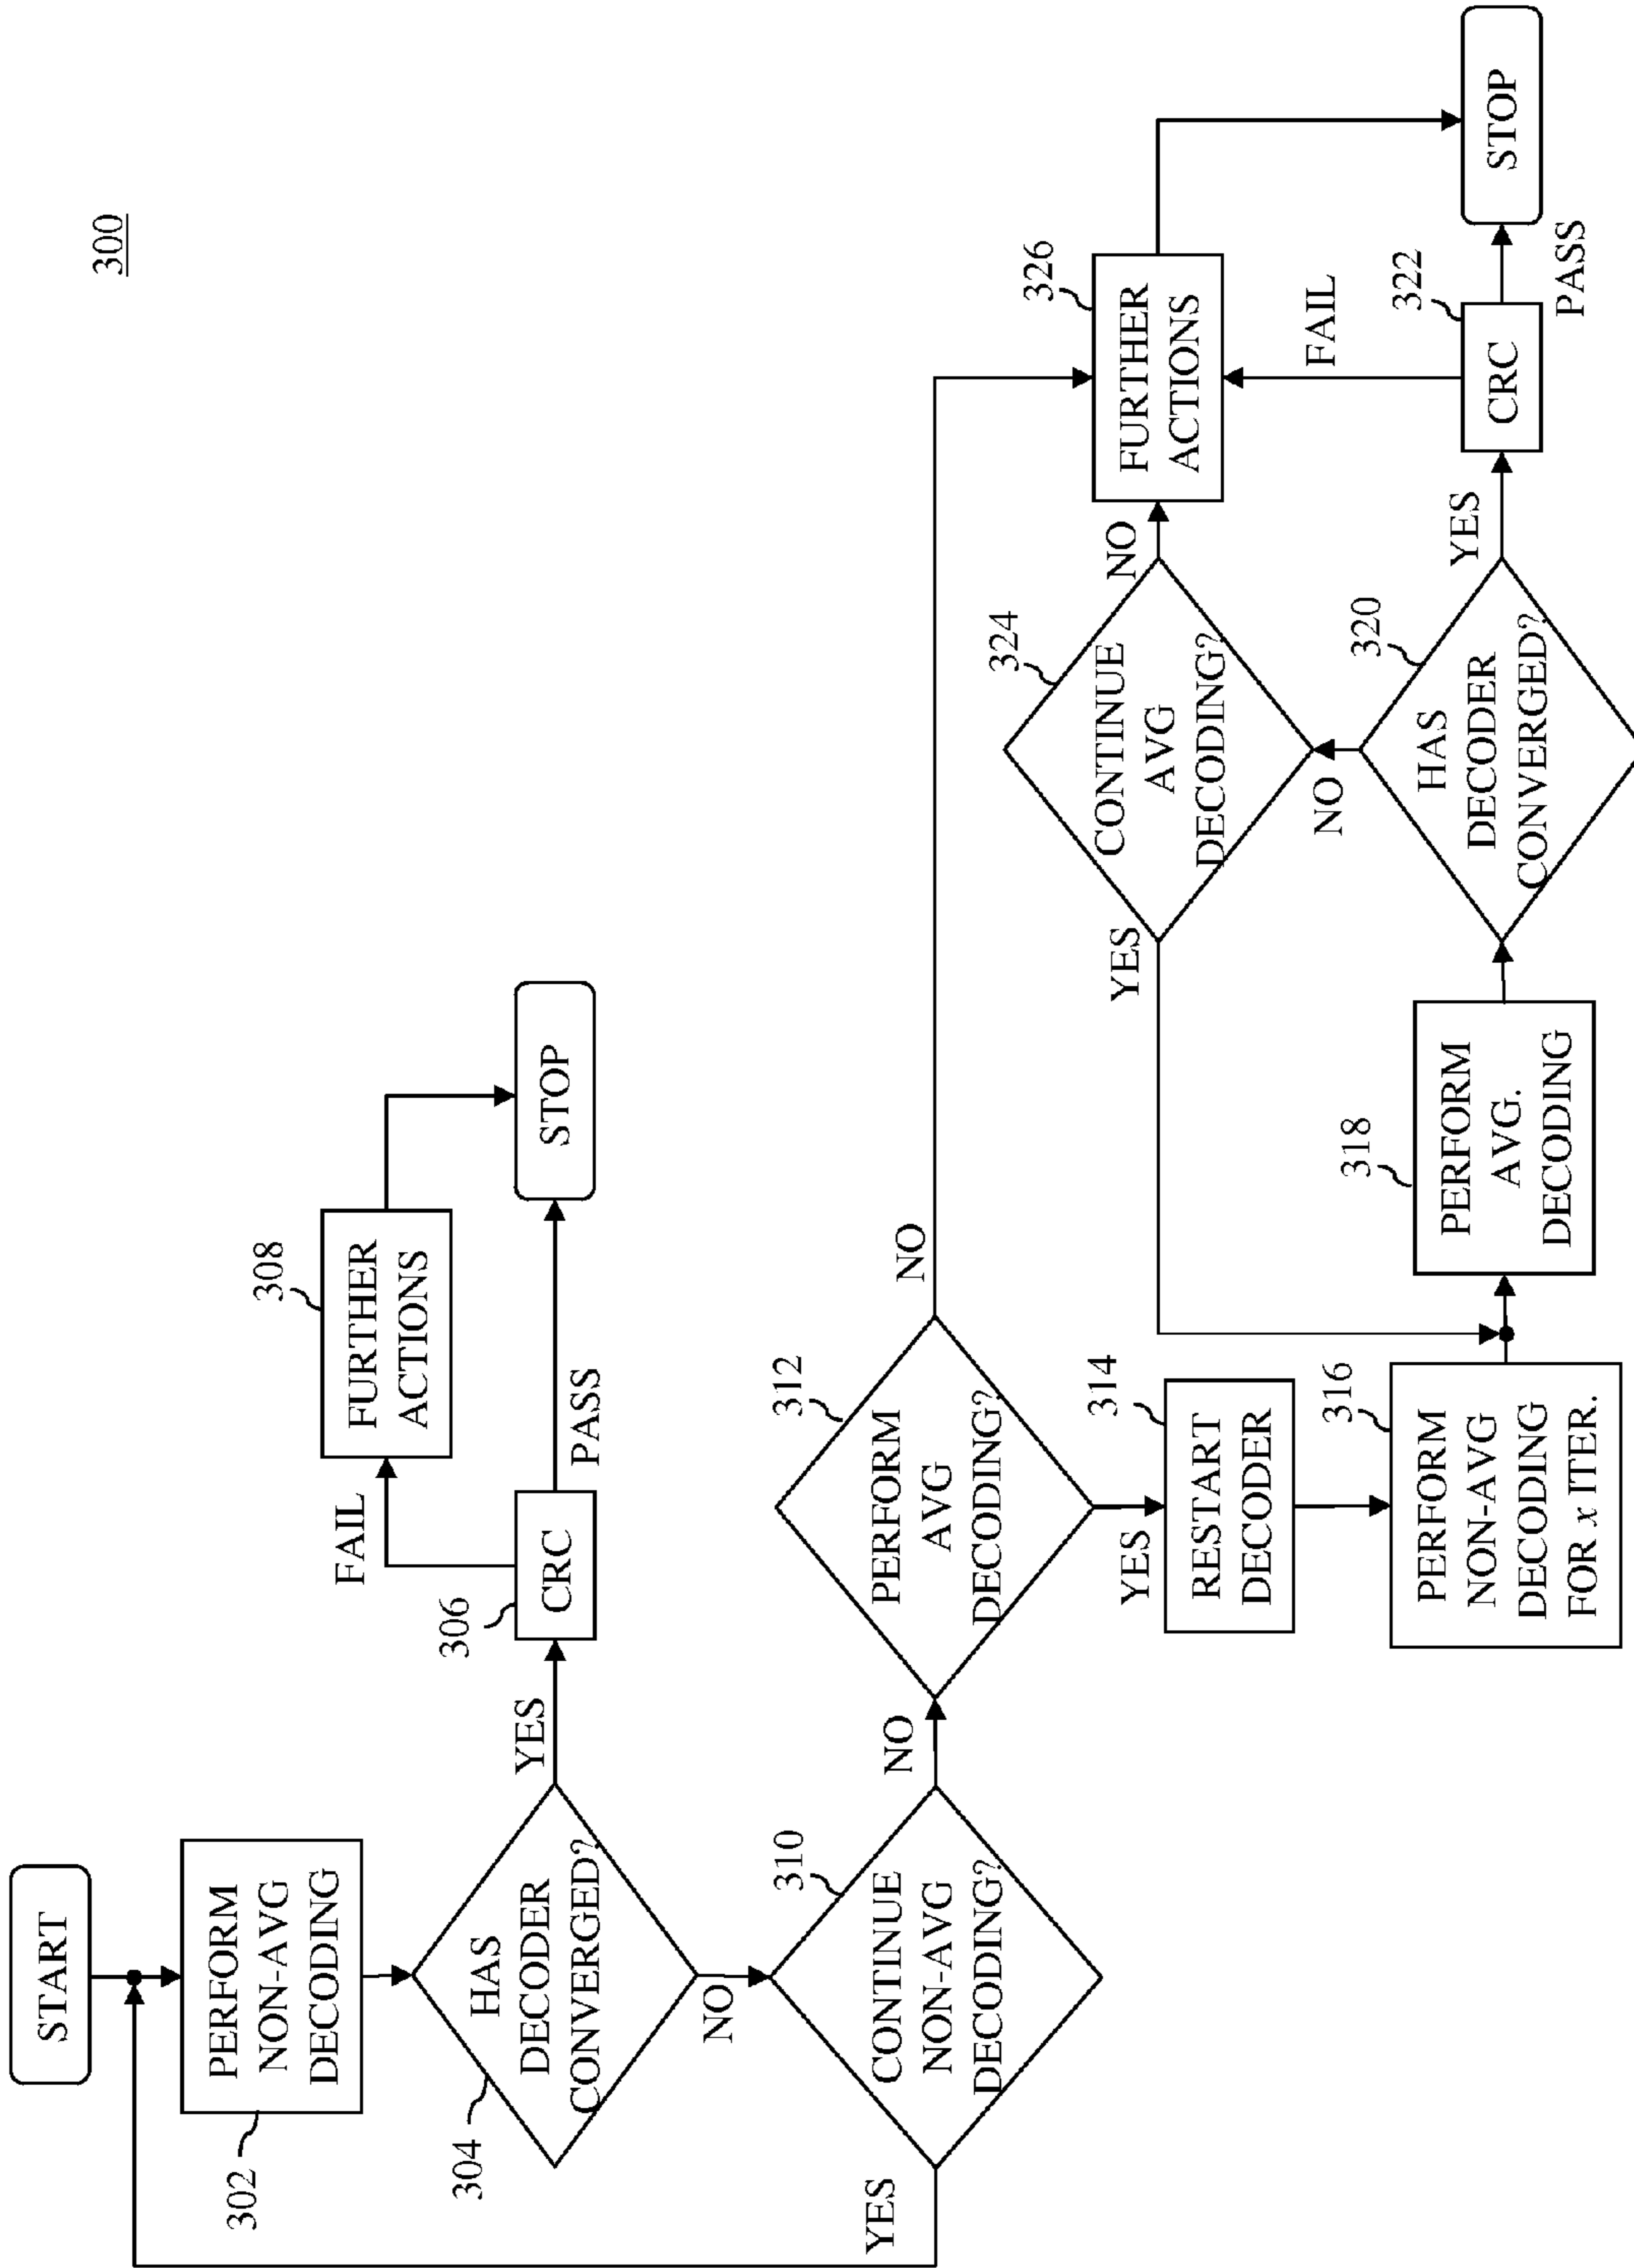 300
START
PERFORM
NON-AVG
DECODING
302
HAS
DECODER
CONVERGED?
304
YES
NO
CRC
306
FAIL
PASS
FURTHER
ACTIONS
308
STOP
CONTINUE
NON-AVG
DECODING?
310
YES
NO
PERFORM
AVG
DECODING?
312
NO
YES
RESTART
DECODER
314
PERFORM
NON-AVG
DECODING
FOR x ITER.
316
PERFORM
AVG.
DECODING
318
HAS
DECODER
CONVERGED?
320
NO
YES
CONTINUE
AVG
DECODING?
324
YES
NO
CRC
322
FAIL
PASS
FURTHER
ACTIONS
326
STOP